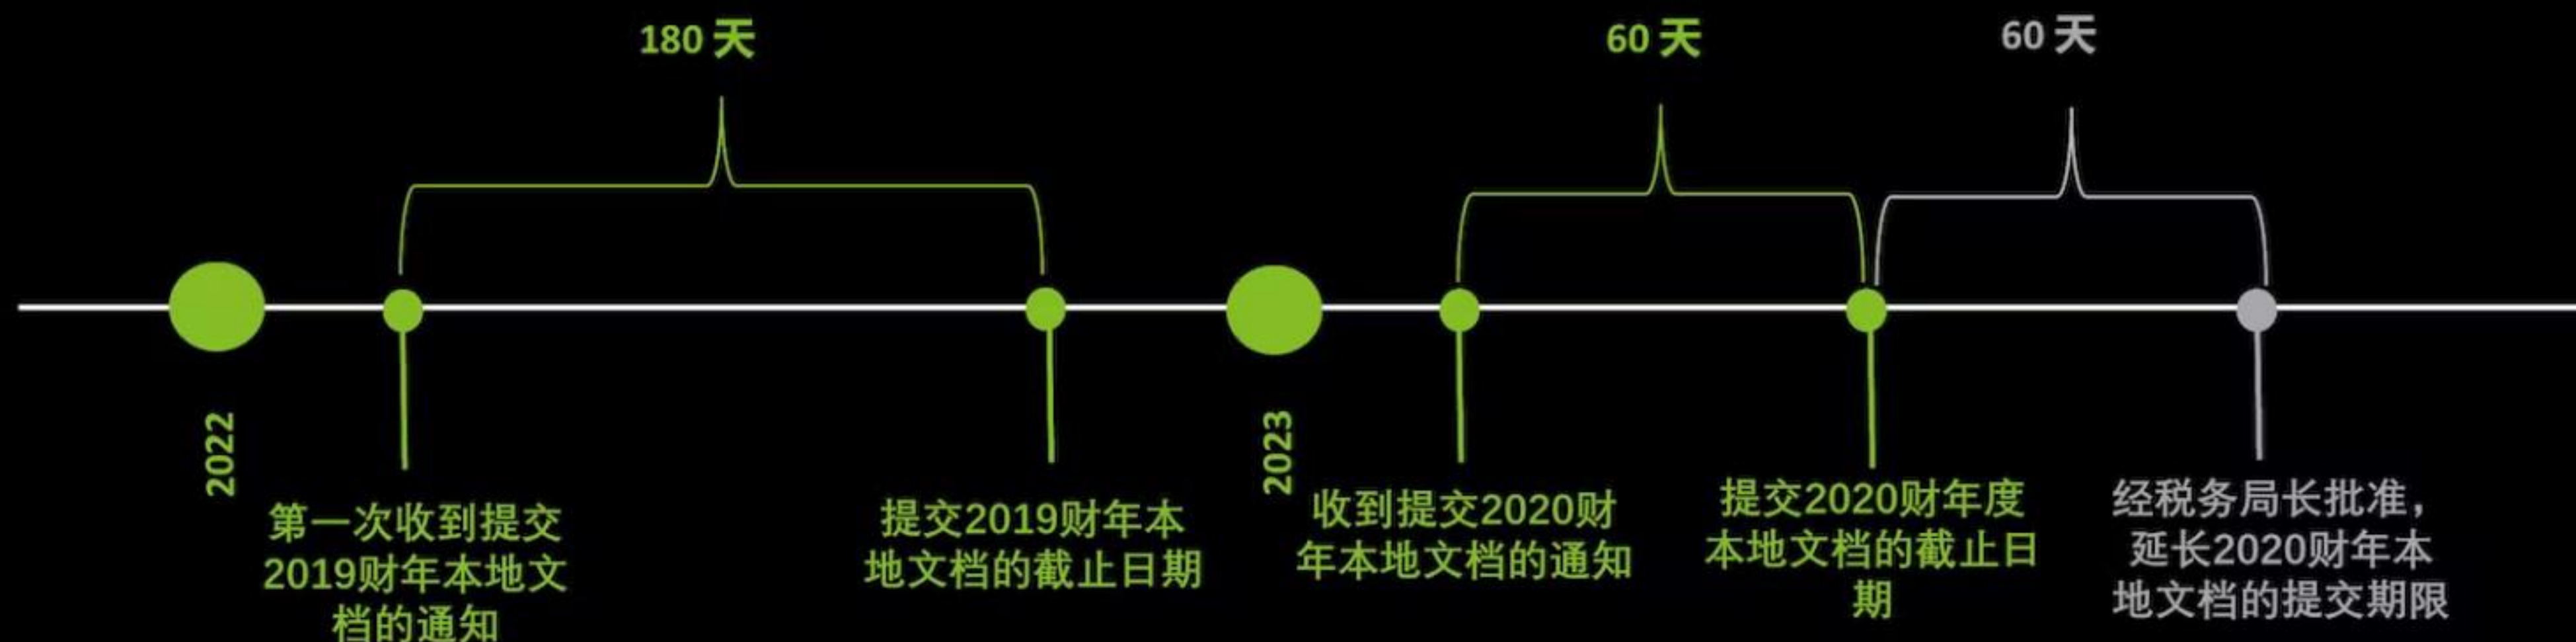 180 天
60 天
60 天
2022
第一次收到提交
2019财年本地文
档的通知
提交2019财年本
地文档的截止日期
2023
收到提交2020财
年本地文档的通知
提交2020财年度
本地文档的截止日
期
经税务局长批准，
延长2020财年本
地文档的提交期限